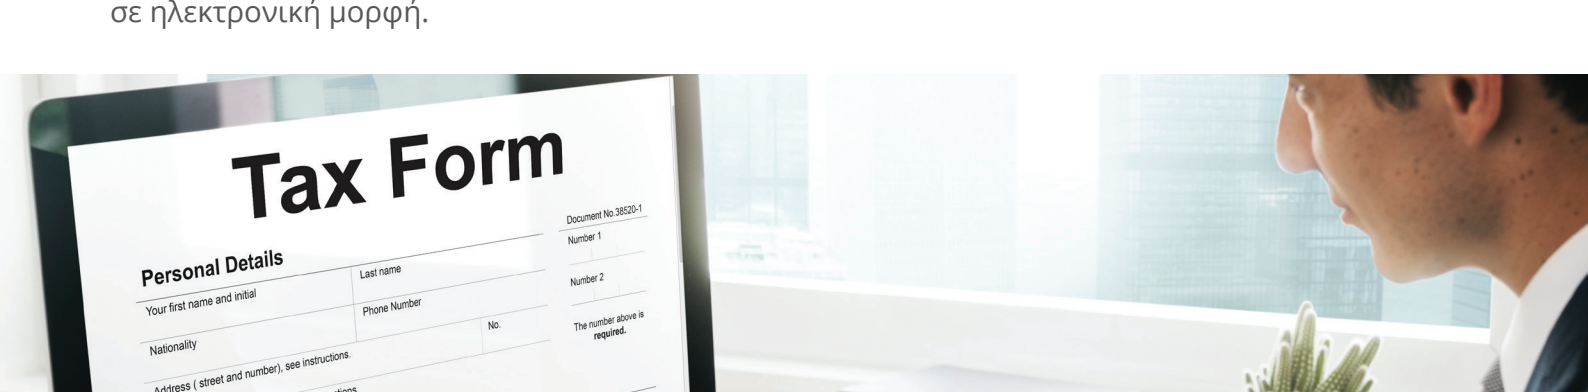 σε ηλεκτρονική μορφή.
Tax Form
Document No.38520-1
Personal Details
Number 1
Your first name and initial
Last name
Number 2
Nationality
Phone Number
No.
The number above is
required.
Address ( street and number), see instructions.